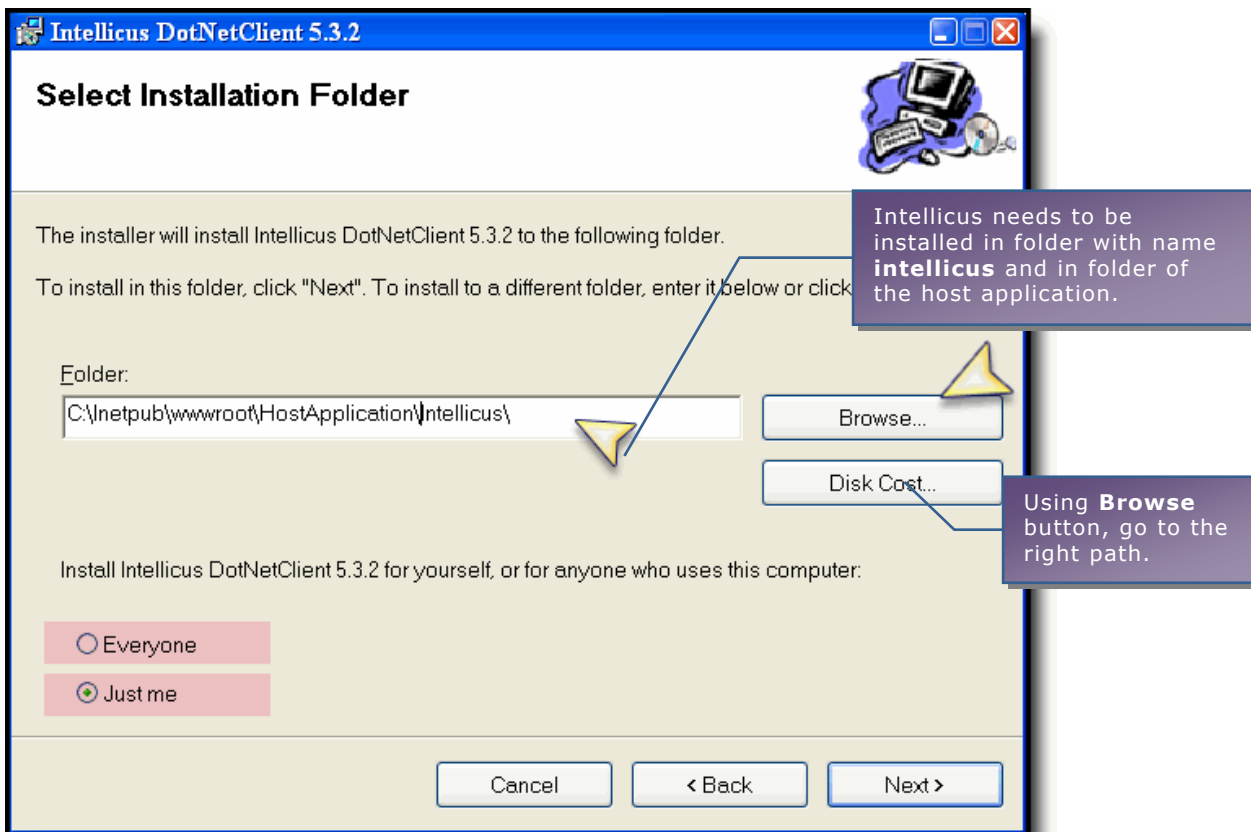 Intellicus DotNetClient 5.3.2
Select Installation Folder
The installer will install Intellicus DotNetClient 5.3.2 to the following folder.
To install in this folder, click "Next". To install to a different folder, enter it below or click
Intellicus needs to be
installed in folder with name
intellicus and in folder of
the host application.
Folder:
C:\Inetpub\wwwroot\HostApplication\Intellicus\
Browse...
Disk Cost...
Using Browse
button, go to the
right path.
Install Intellicus DotNetClient 5.3.2 for yourself, or for anyone who uses this computer:
Everyone
Just me
Cancel
< Back
Next >